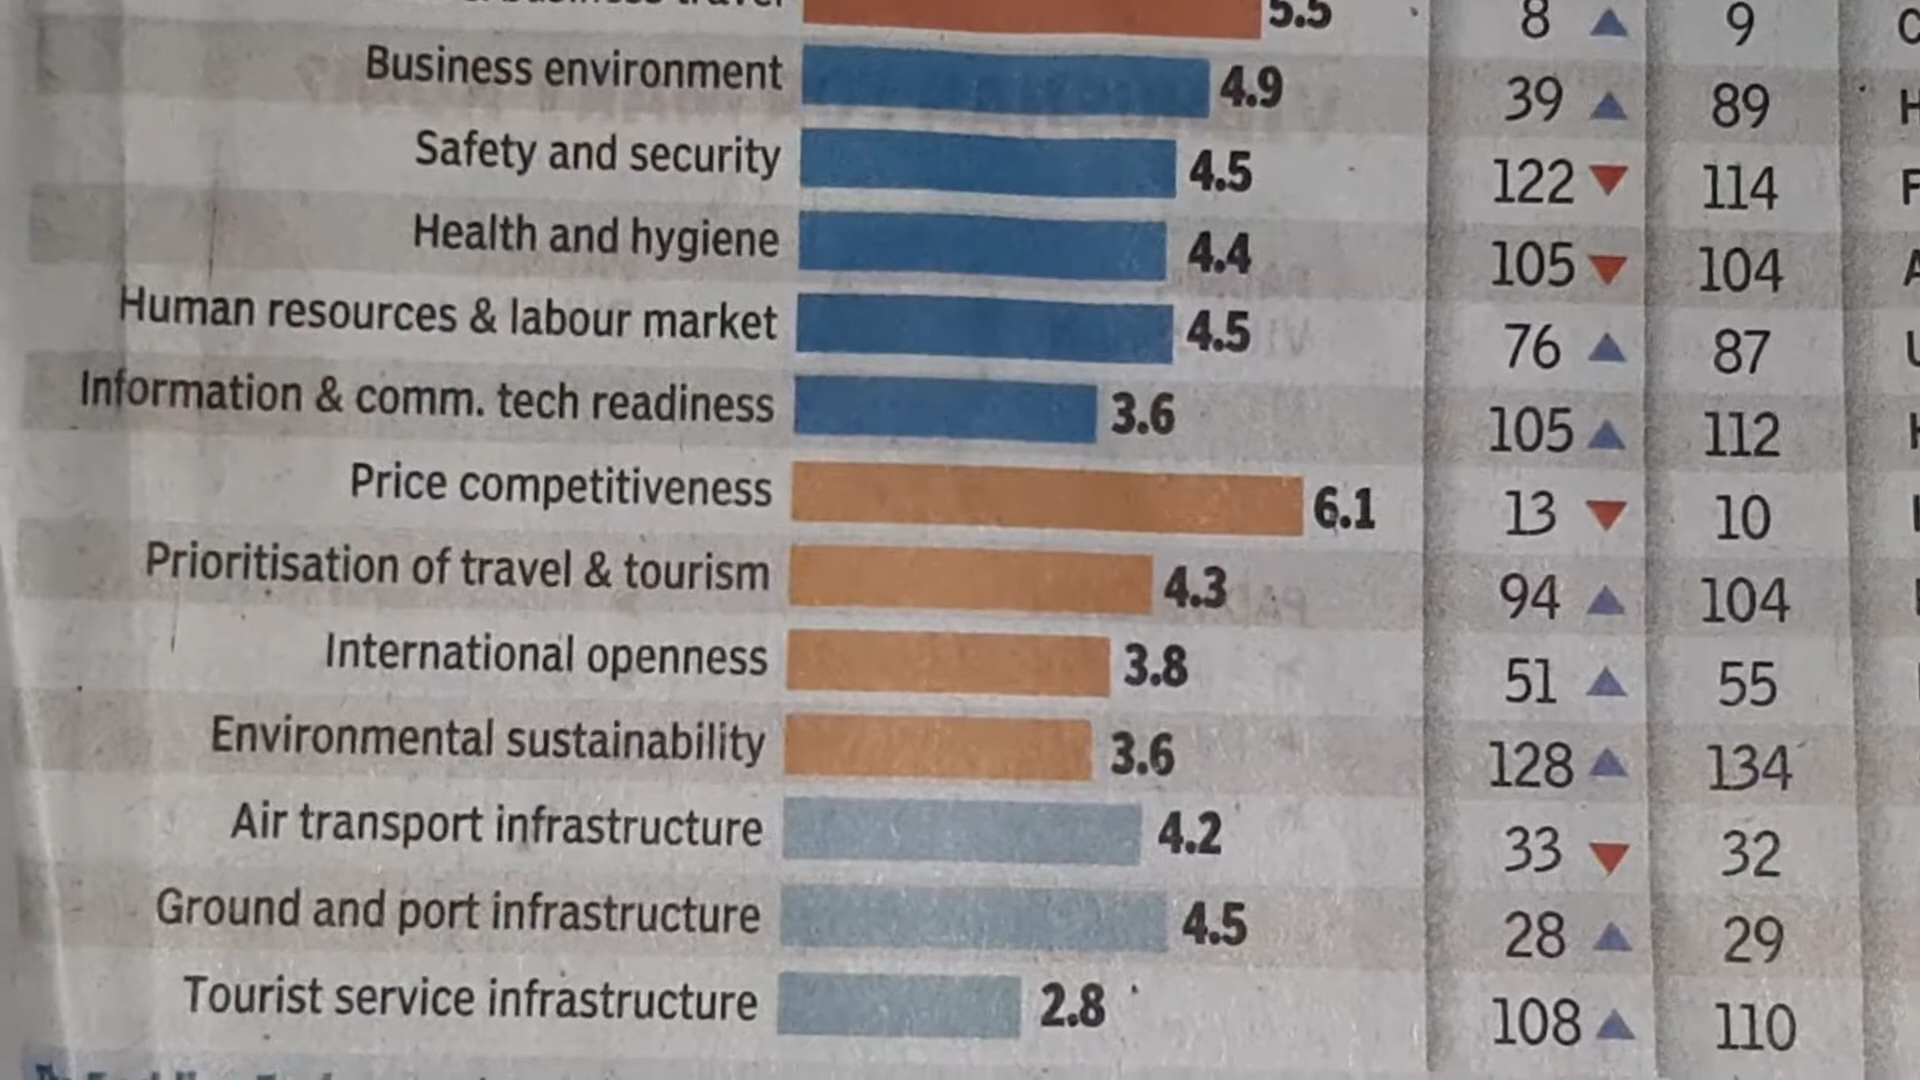 business travel 5.5 8 ▲ 9
Business environment 4.9 39 ▲ 89
Safety and security 4.5 122 ▼ 114
Health and hygiene 4.4 105 ▼ 104
Human resources & labour market 4.5 76 ▲ 87
Information & comm. tech readiness 3.6 105 ▲ 112
Price competitiveness 6.1 13 ▼ 10
Prioritisation of travel & tourism 4.3 94 ▲ 104
International openness 3.8 51 ▲ 55
Environmental sustainability 3.6 128 ▲ 134
Air transport infrastructure 4.2 33 ▼ 32
Ground and port infrastructure 4.5 28 ▲ 29
Tourist service infrastructure 2.8 108 ▲ 110